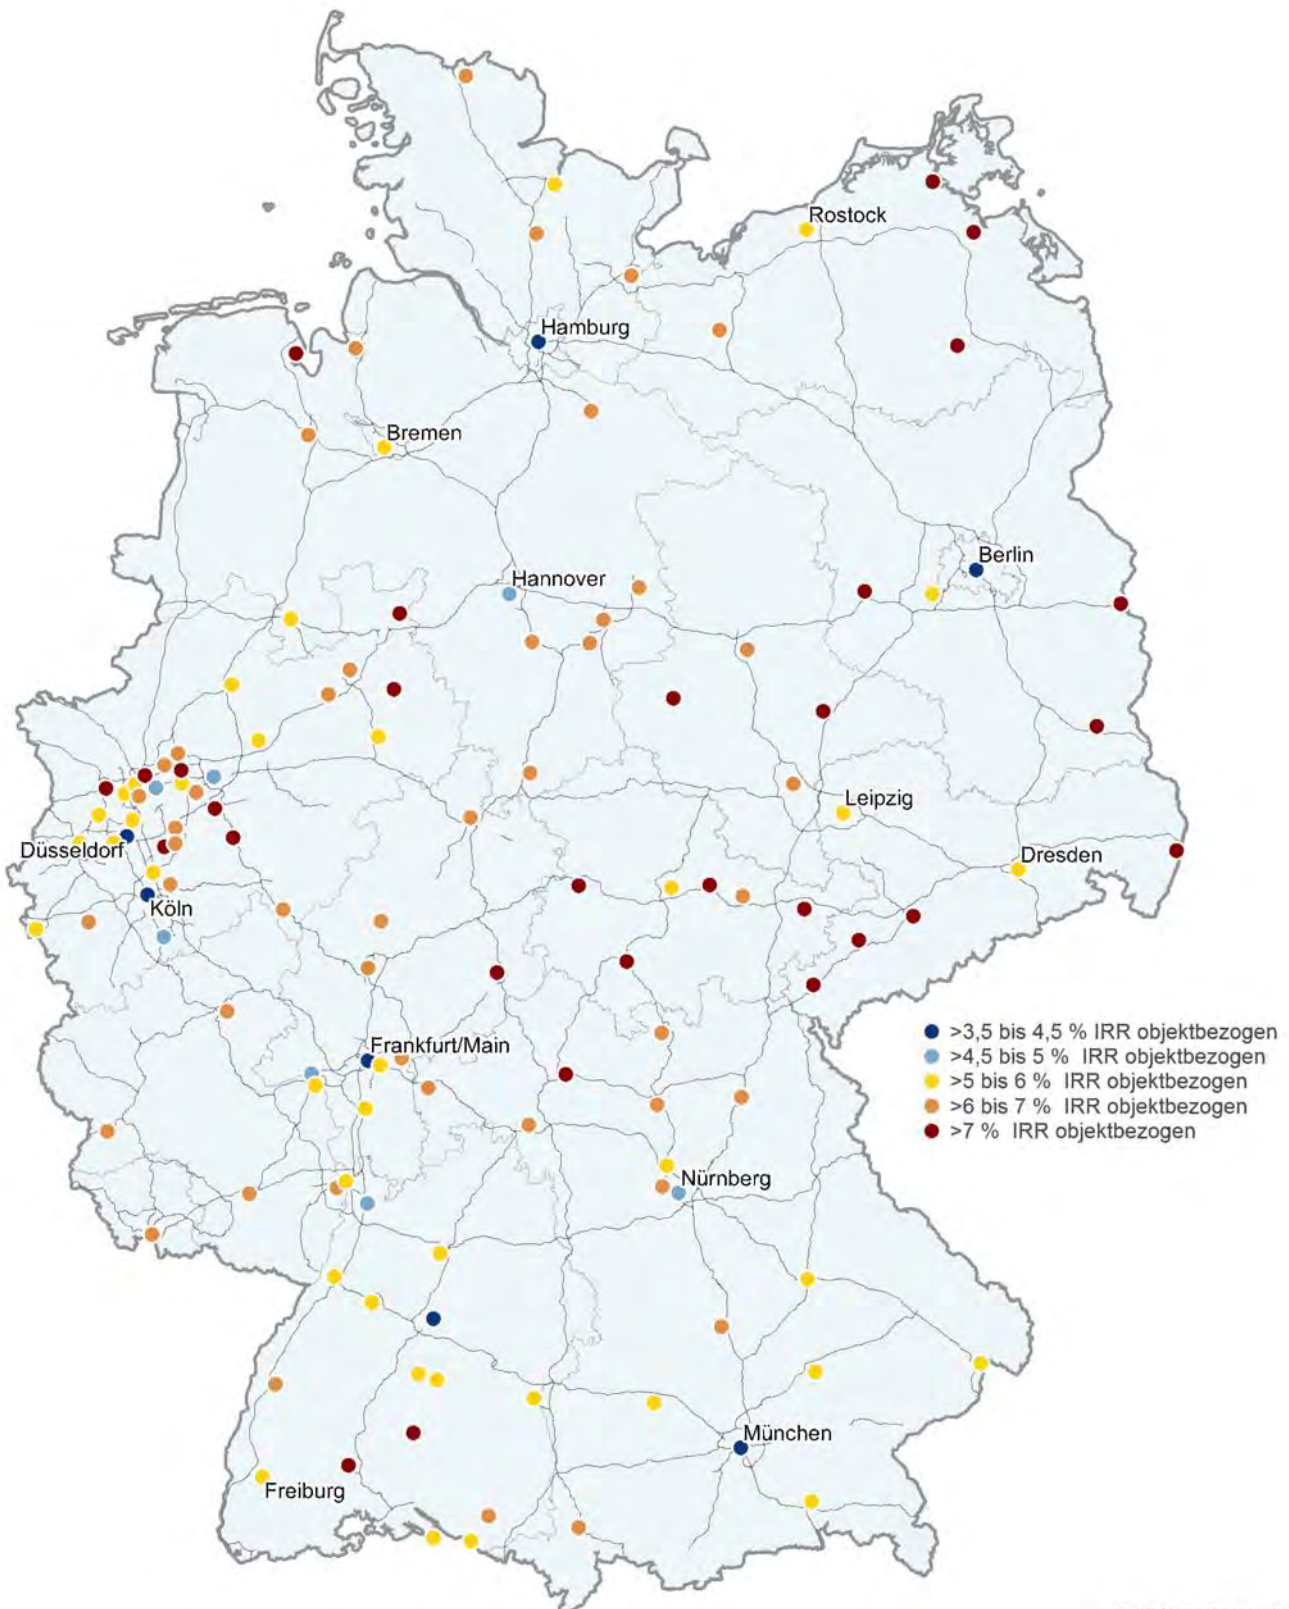 Rostock
Hamburg
Bremen
Berlin
Hannover
Leipzig
Düsseldorf
Dresden
Köln
>3,5 bis 4,5 % IRR objektbezogen
>4,5 bis 5 % IRR objektbezogen
>5 bis 6 % IRR objektbezogen
>6 bis 7 % IRR objektbezogen
>7 % IRR objektbezogen
Frankfurt/Main
Nürnberg
München
Freiburg